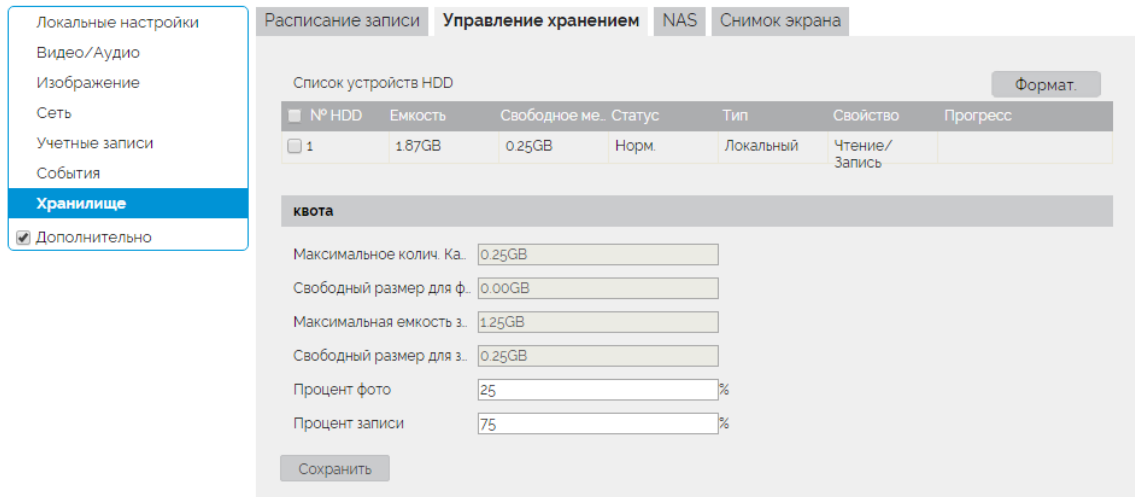 Локальные настройки
Видео/Аудио
Изображение
Сеть
Учетные записи
События
Хранилище
Дополнительно
Расписание записи Управление хранением NAS Снимок экрана
Список устройств HDD Формат.
№ HDD Емкость Свободное ме... Статус Тип Свойство Прогресс
1 1.87GB 0.25GB Норм. Локальный Чтение/
Запись
квота
Максимальное колич. Ка... 0.25GB
Свободный размер для ф... 0.00GB
Максимальная емкость з... 1.25GB
Свободный размер для з... 0.25GB
Процент фото 25 %
Процент записи 75 %
Сохранить